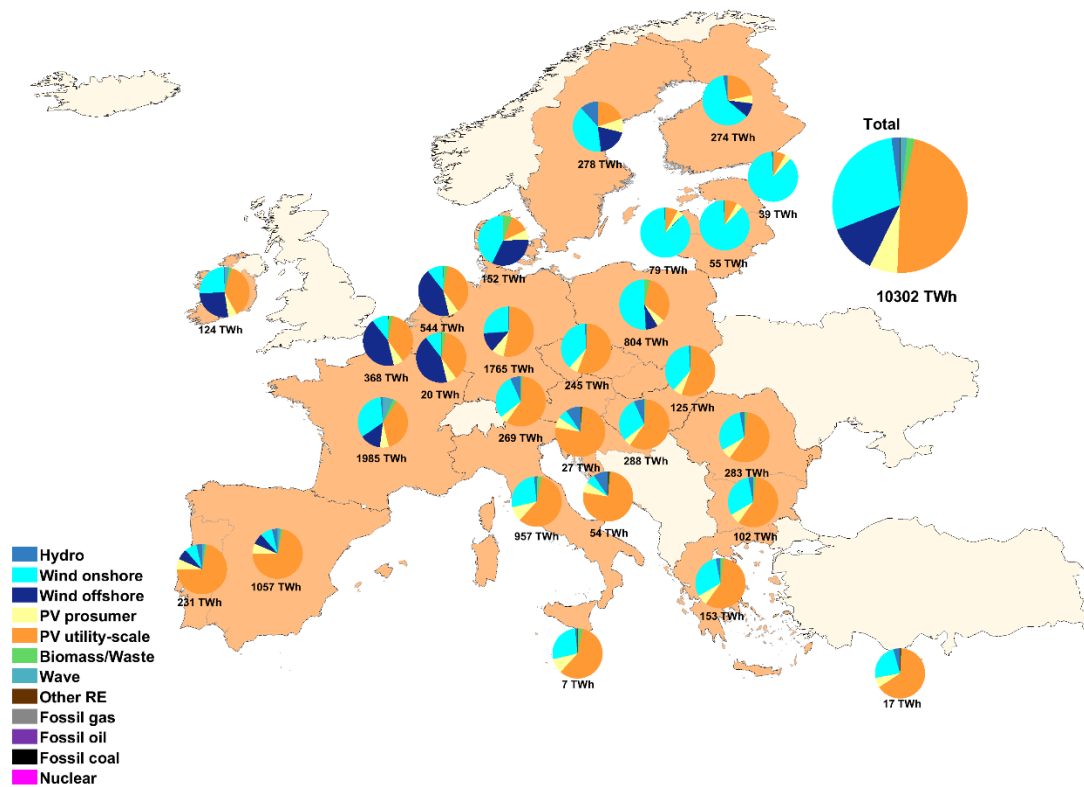 274 TWh
Total
278 TWh
39 TWh
55 TWh
79 TWh
152 TWh
10302 TWh
124 TWh
544 TWh
804 TWh
1765 TWh
245 TWh
368 TWh
20 TWh
125 TWh
269 TWh
1985 TWh
27 TWh
288 TWh
283 TWh
957 TWh
54 TWh
102 TWh
1057 TWh
231 TWh
153 TWh
7 TWh
17 TWh
Hydro
Wind onshore
Wind offshore
PV prosumer
PV utility-scale
Biomass/Waste
Wave
Other RE
Fossil gas
Fossil oil
Fossil coal
Nuclear